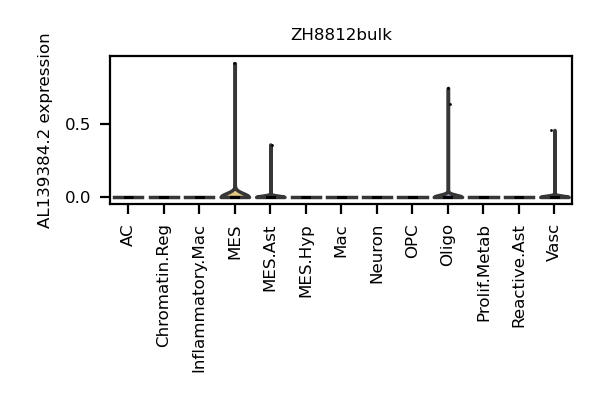 ZH8812bulk
AL139384.2 expression
0.5
0.0
AC
Chromatin.Reg
Inflammatory.Mac
MES
MES.Ast
MES.Hyp
Mac
Neuron
OPC
Oligo
Prolif.Metab
Reactive.Ast
Vasc